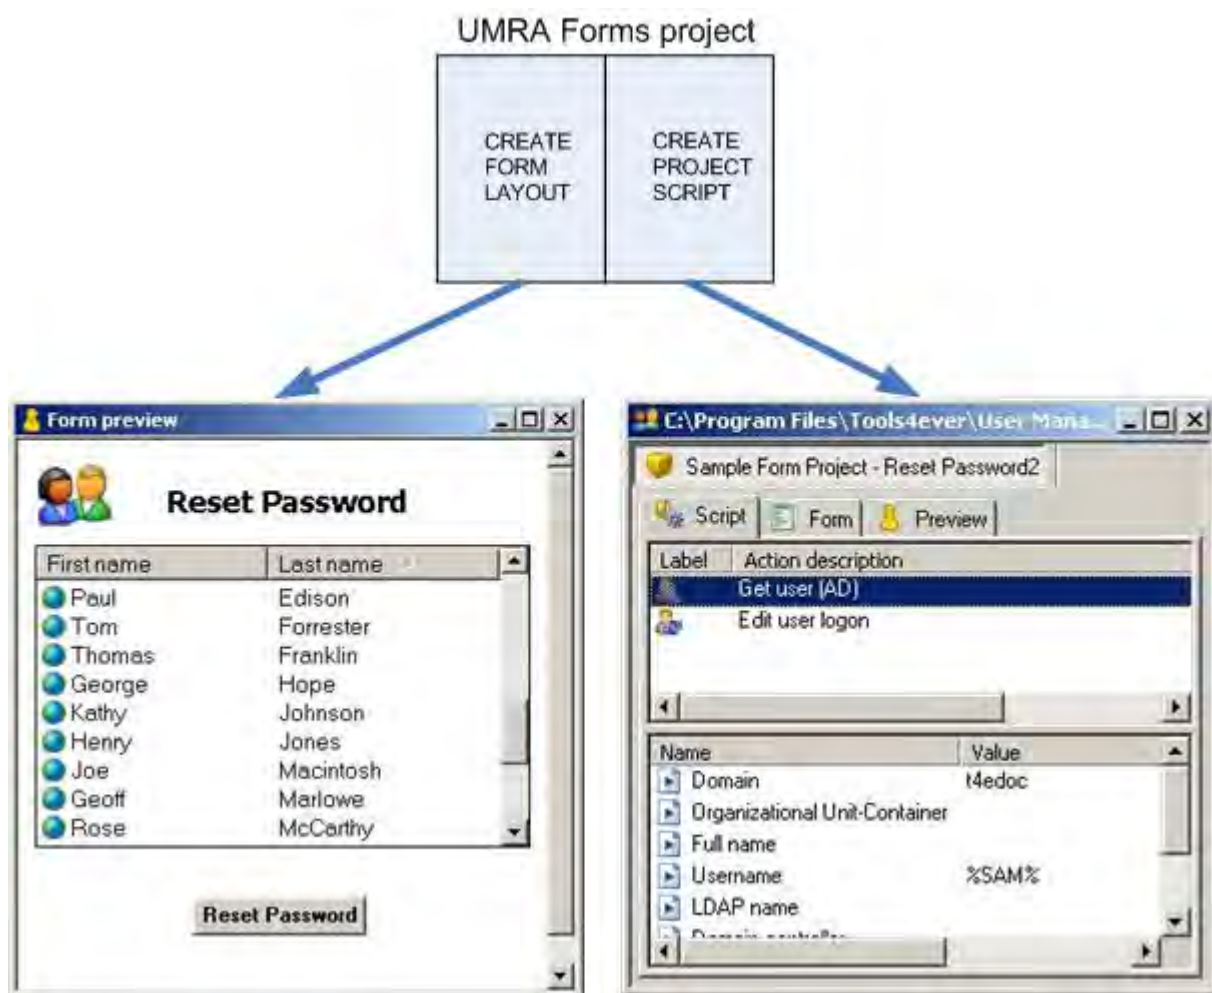 UMRA Forms project
CREATE
FORM
LAYOUT
CREATE
PROJECT
SCRIPT
Form preview
Reset Password
First name Last name
Paul Edison
Tom Forrester
Thomas Franklin
George Hope
Kathy Johnson
Henry Jones
Joe Macintosh
Geoff Marlowe
Rose McCarthy
Reset Password
C:\Program Files\Tools4ever\User Mana...
Sample Form Project - Reset Password2
Script Form Preview
Label Action description
Get user (AD)
Edit user logon
Name Value
Domain t4edoc
Organizational Unit-Container
Full name
Username %SAM%
LDAP name
Domain controller